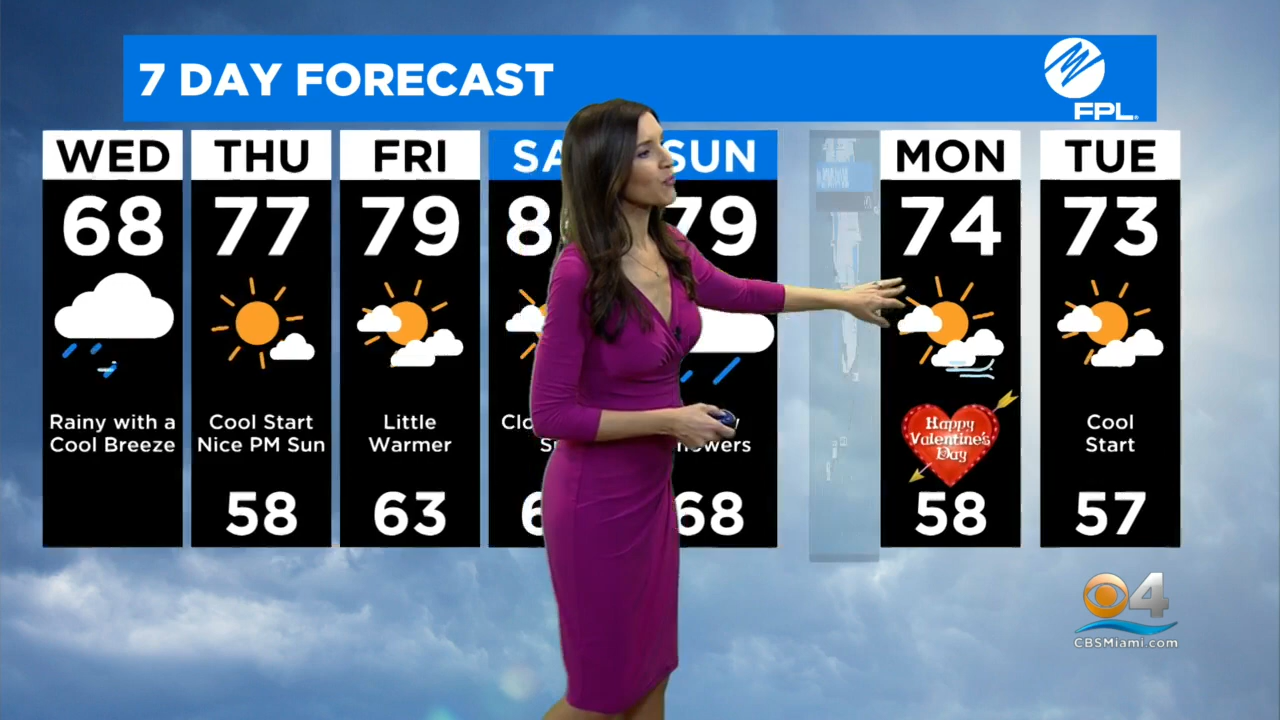 7 DAY FORECAST
FPL
WED THU FRI SUN MON TUE
68 77 79 79 74 73
Rainy with a Cool Start Little Cool
Cool Breeze Nice PM Sun Warmer Start
Happy
Valentine's
Day
58 63 68 58 57
4
CBSMiami.com